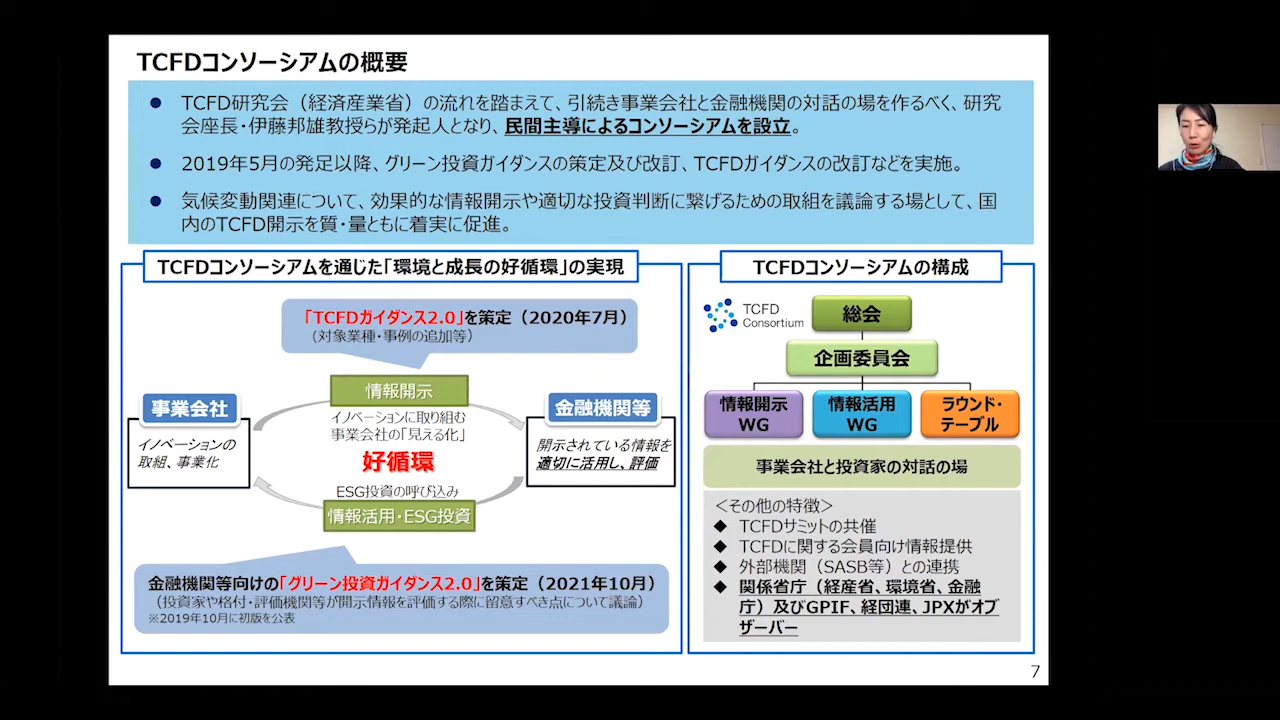 TCFDコンソーシアムの概要
● TCFD研究会（経済産業省）の流れを踏まえて、引続き事業会社と金融機関の対話の場を作るべく、研究
会座長・伊藤邦雄教授らが発起人となり、民間主導によるコンソーシアムを設立。
● 2019年5月の発足以降、グリーン投資ガイダンスの策定及び改訂、TCFDガイダンスの改訂などを実施。
● 気候変動関連について、効果的な情報開示や適切な投資判断に繋げるための取組を議論する場として、国
内のTCFD開示を質・量ともに着実に促進。
TCFDコンソーシアムを通じた「環境と成長の好循環」の実現
「TCFDガイダンス2.0」を策定（2020年7月）
（対象業種・事例の追加等）
情報開示
イノベーションに取り組む
事業会社の「見える化」
事業会社
イノベーションの
取組、事業化
好循環
金融機関等
開示されている情報を
適切に活用し、評価
ESG投資の呼び込み
情報活用・ESG投資
金融機関等向けの「グリーン投資ガイダンス2.0」を策定（2021年10月）
（投資家や格付・評価機関等が開示情報を評価する際に留意すべき点について議論）
※2019年10月に初版を公表
TCFDコンソーシアムの構成
TCFD
Consortium
総会
企画委員会
情報開示
WG
情報活用
WG
ラウンド・
テーブル
事業会社と投資家の対話の場
＜その他の特徴＞
◆ TCFDサミットの共催
◆ TCFDに関する会員向け情報提供
◆ 外部機関（SASB等）との連携
◆ 関係省庁（経産省、環境省、金融
庁）及びGPIF、経団連、JPXがオブ
ザーバー
7